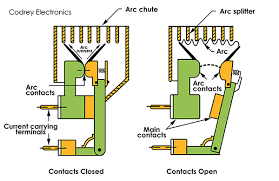 Codrey Electronics
Arc chute
Arc splitter
Arc
runners
Arc
contacts
Arc
contacts
Current carrying
terminals
Main
contacts
Contacts Closed
Contacts Open